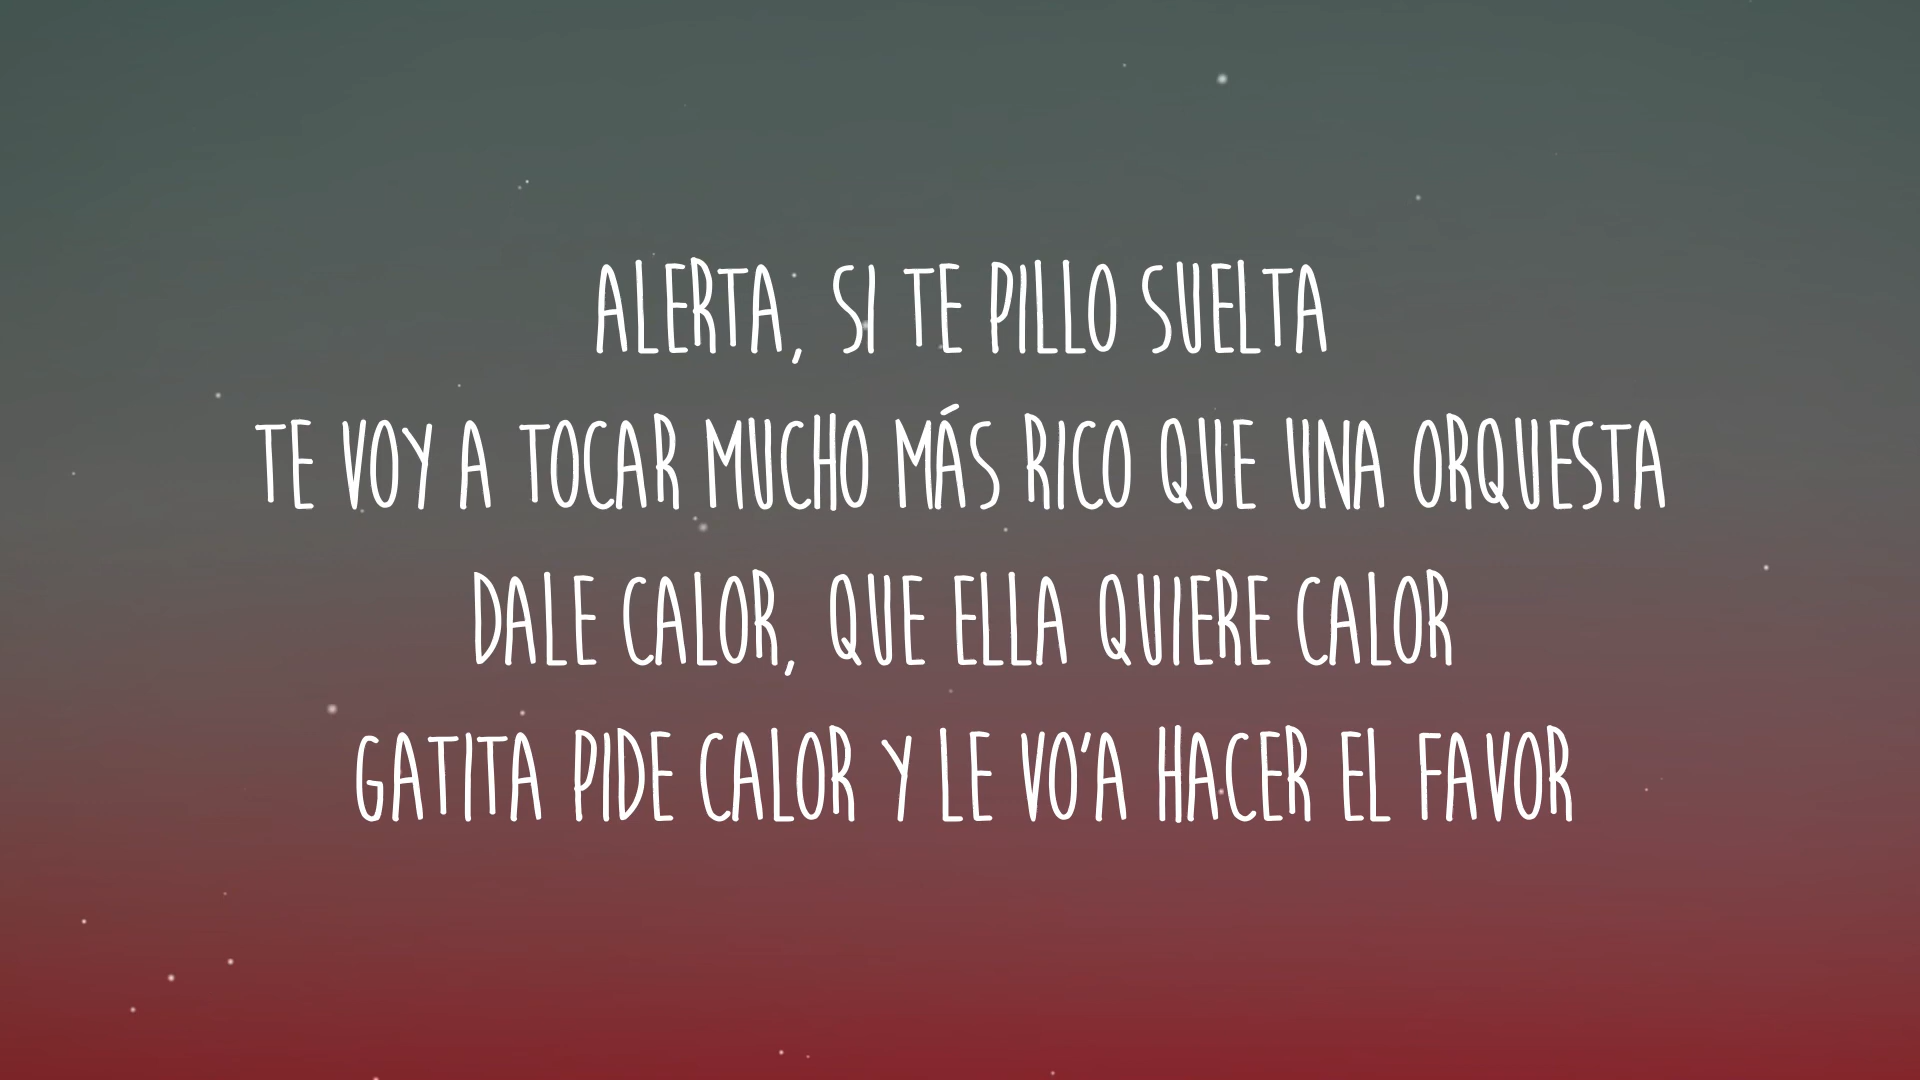 ALERTA, SI TE PILLO SUELTA
TE VOY A TOCAR MUCHO MÁS RICO QUE UNA ORQUESTA
DALE CALOR, QUE ELLA QUIERE CALOR
GATITA PIDE CALOR Y LE VO'A HACER EL FAVOR